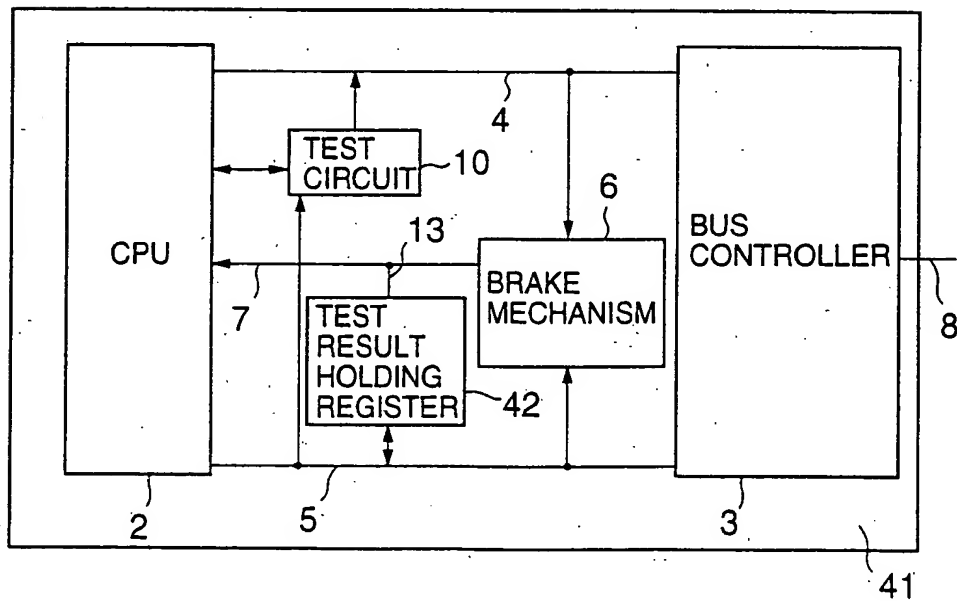 4
TEST
CIRCUIT
10
6
CPU
13
BUS
CONTROLLER
BRAKE
MECHANISM
7
8
TEST
RESULT
HOLDING
REGISTER
42
2
5
3
41